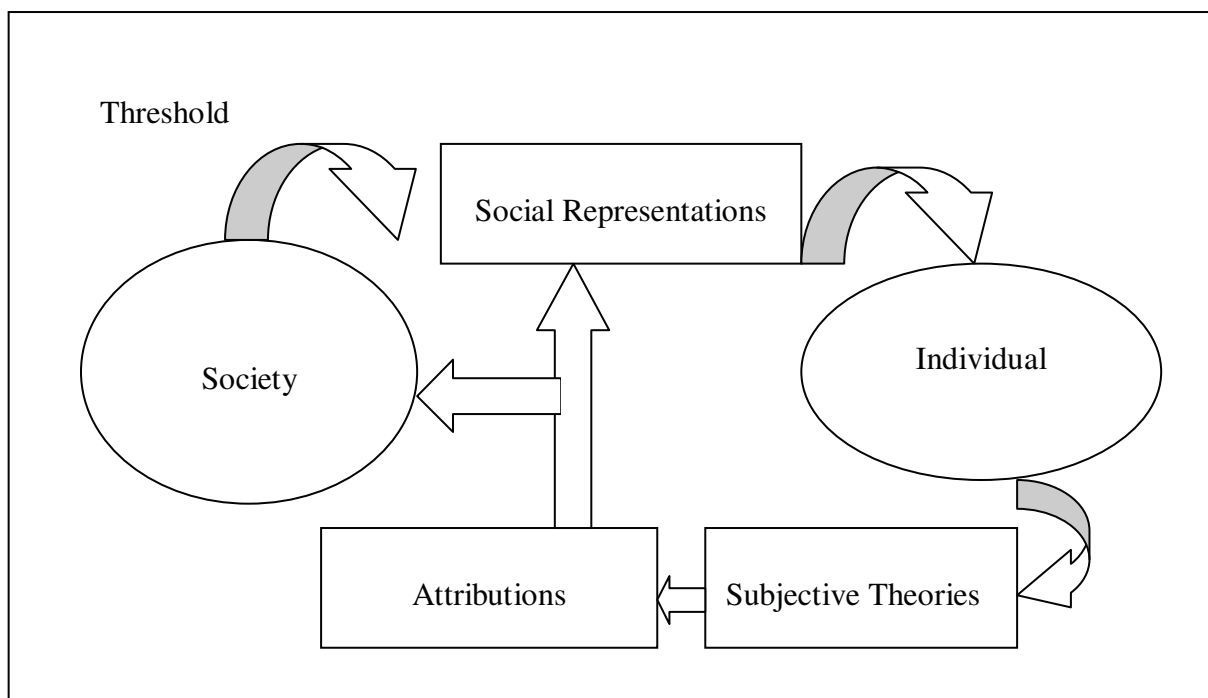 Threshold
Social Representations
Individual
Society
Attributions
Subjective Theories